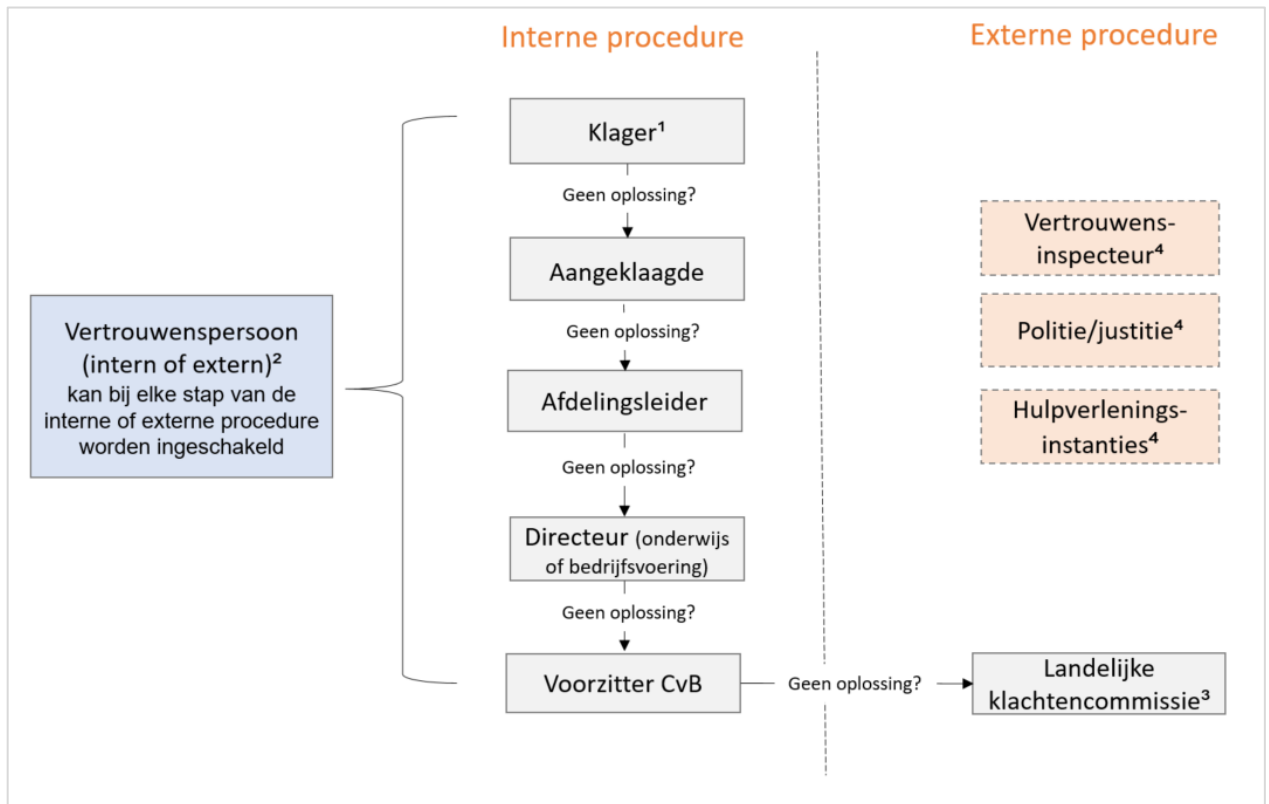 Interne procedure
Externe procedure
Klager¹
Geen oplossing?
Aangeklaagde
Geen oplossing?
Afdelingsleider
Geen oplossing?
Directeur (onderwijs
of bedrijfsvoering)
Geen oplossing?
Voorzitter CvB
Geen oplossing?
Landelijke
klachtencommissie³
Vertrouwenspersoon
(intern of extern)²
kan bij elke stap van de
interne of externe procedure
worden ingeschakeld
Vertrouwens-
inspecteur⁴
Politie/justitie⁴
Hulpverlenings-
instanties⁴